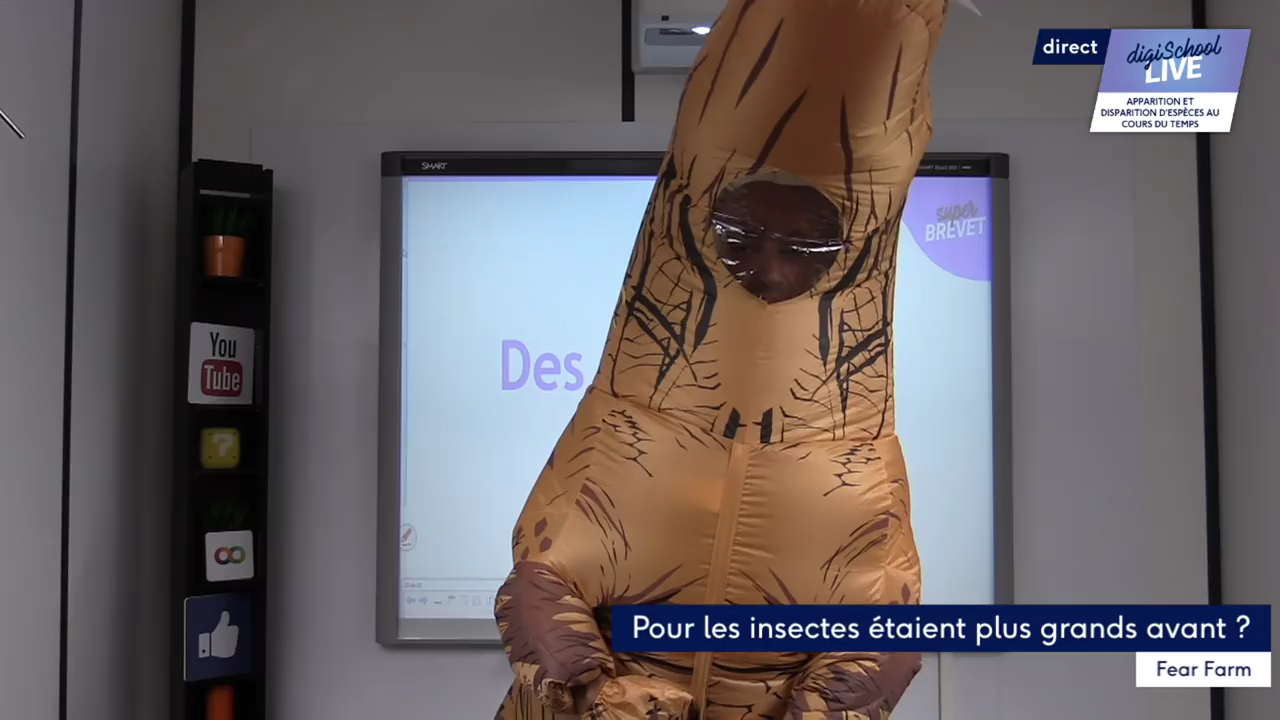 direct
digiSchool
LIVE
APPARITION ET
DISPARITION D'ESPÈCES AU
COURS DU TEMPS
SMART
super
BREVET
You
Tube
?
Des
Pour les insectes étaient plus grands avant ?
Fear Farm